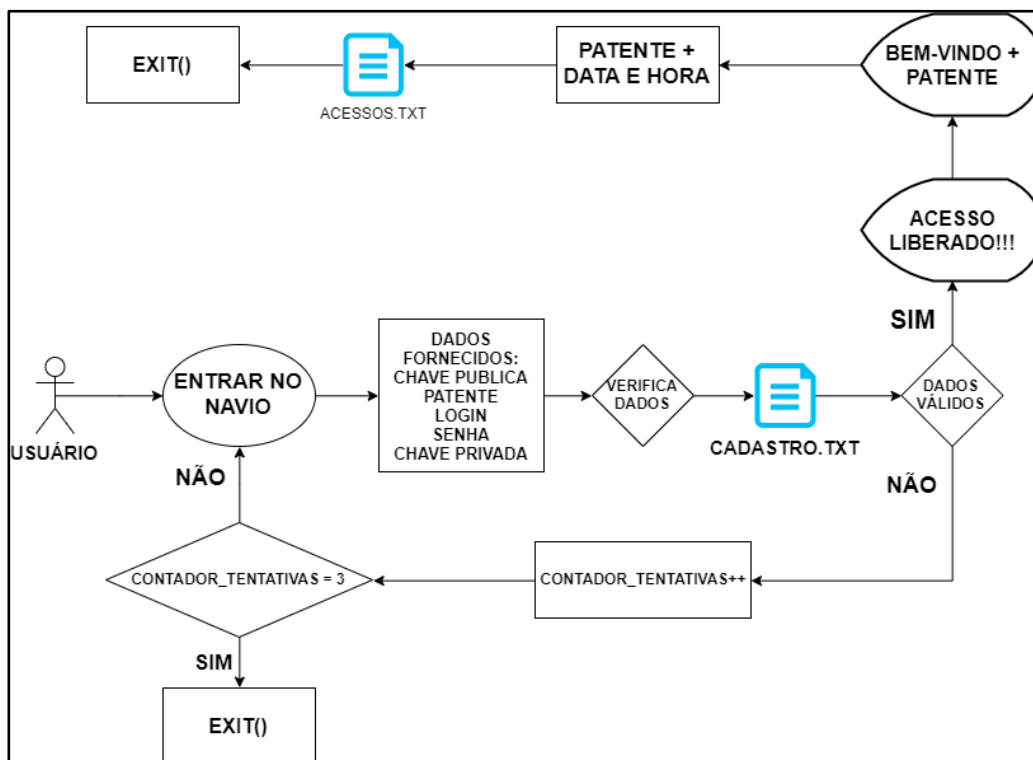 EXIT()
ACESSOS.TXT
PATENTE +
DATA E HORA
BEM-VINDO +
PATENTE
ACESSO
LIBERADO!!!
SIM
USUÁRIO
ENTRAR NO
NAVIO
DADOS
FORNECIDOS:
CHAVE PUBLICA
PATENTE
LOGIN
SENHA
CHAVE PRIVADA
VERIFICA
DADOS
CADASTRO.TXT
DADOS
VÁLIDOS
NÃO
NÃO
CONTADOR_TENTATIVAS = 3
CONTADOR_TENTATIVAS++
SIM
EXIT()